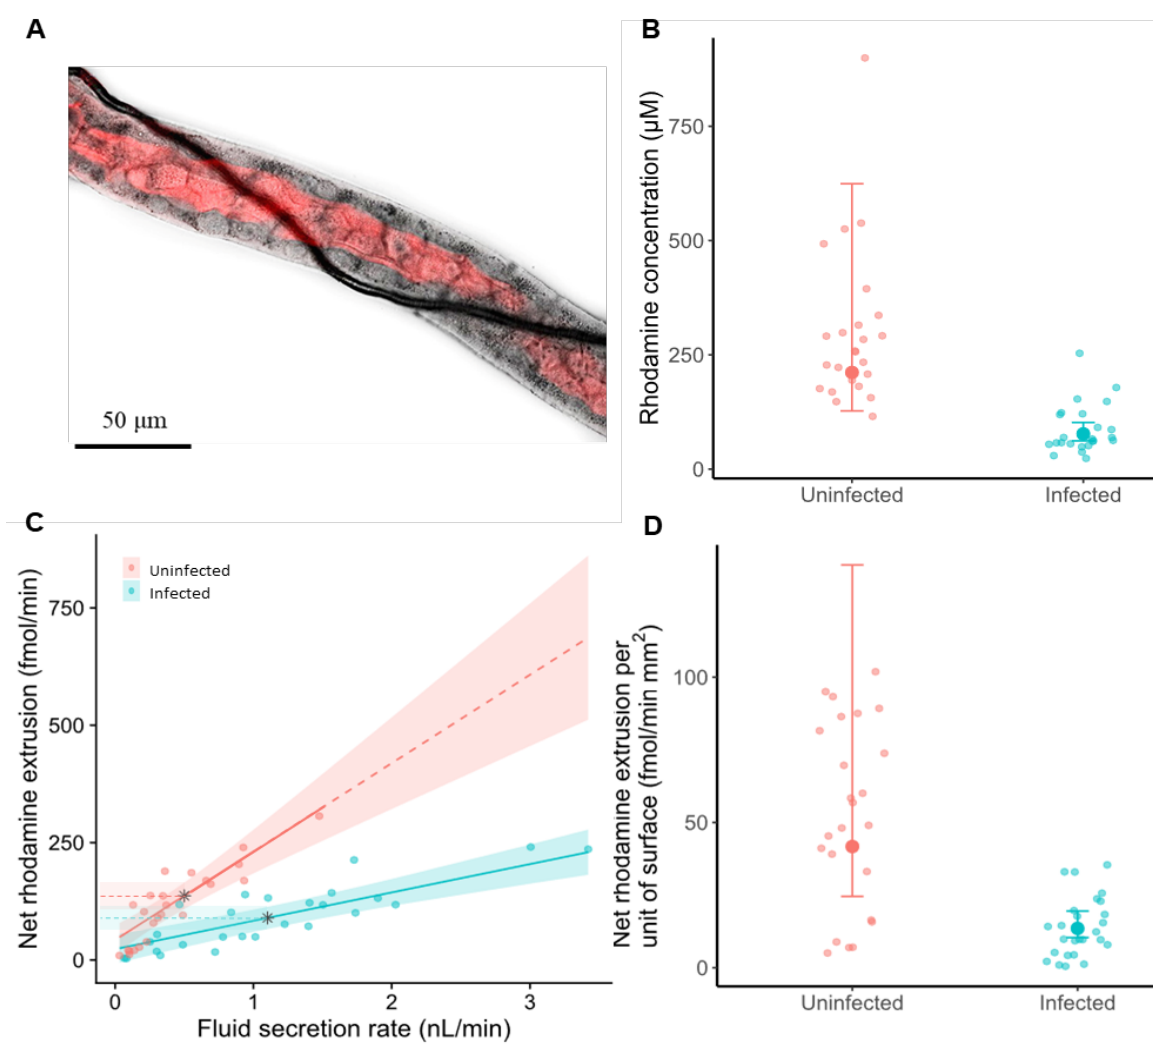 A
50 μm
B
Rhodamine concentration (μM)
750
500
250
0
Uninfected
Infected
C
Net rhodamine extrusion (fmol/min)
Uninfected
Infected
750
500
250
0
0
1
2
3
Fluid secretion rate (nL/min)
D
Net rhodamine extrusion per
unit of surface (fmol/min mm²)
100
50
0
Uninfected
Infected